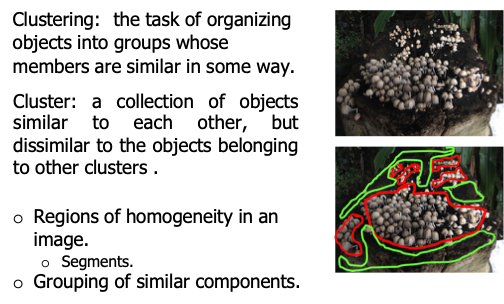 Clustering: the task of organizing
objects into groups whose
members are similar in some way.
Cluster: a collection of objects
similar to each other, but
dissimilar to the objects belonging
to other clusters .
o Regions of homogeneity in an
image.
o Segments.
o Grouping of similar components.